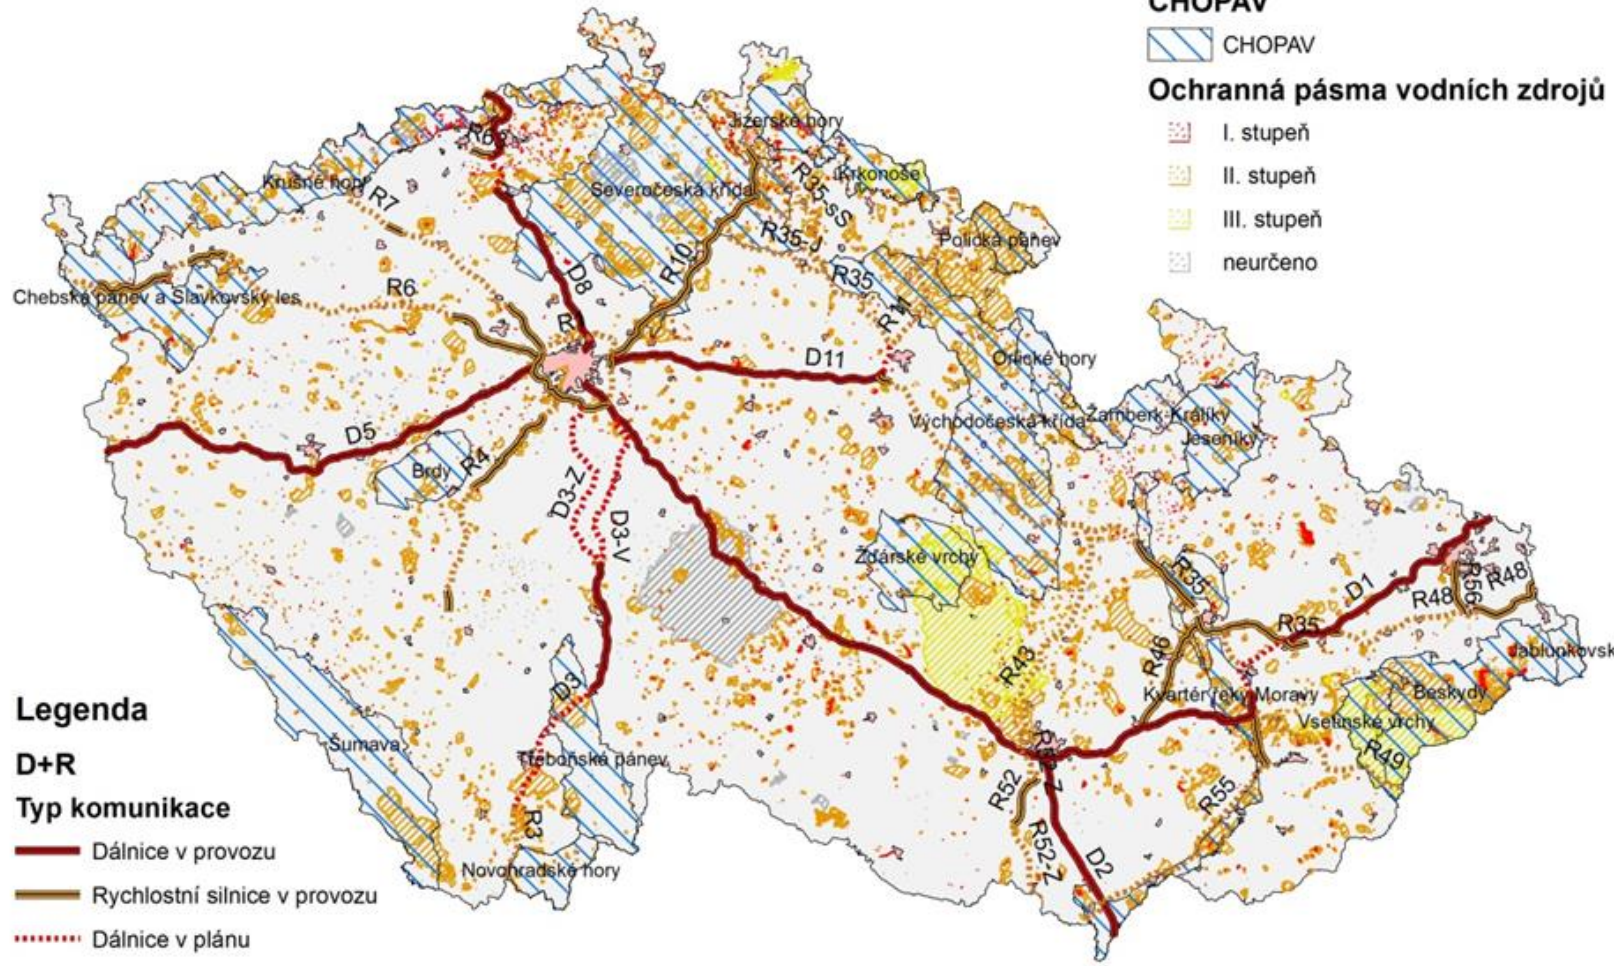 CHOPAV
CHOPAV
Ochranná pásma vodních zdrojů
I. stupeň
II. stupeň
III. stupeň
neurčeno
Jizerské hory
R63
Krkonoše
Krušné hory
Severočeská křída
R35-sS
R7
R35-J
Polická pánev
R10
R35
D8
R6
Chebská pánev a Slavkovský les
R11
R1
D11
Orlické hory
Východočeská křída
Žamberk-Králíky
Jeseníky
D5
Brdy
R4
D3-Z
D3-V
Žďárské vrchy
R35
D1
R56
R48
R48
R35
R46
R43
Jablunkovsk
Kvartér řeky Moravy
Beskydy
Vsetínské vrchy
D3
Šumava
Třeboňská pánev
R49
R52
R55
R3
R52-Z
D2
Novohradské hory
Legenda
D+R
Typ komunikace
Dálnice v provozu
Rychlostní silnice v provozu
Dálnice v plánu